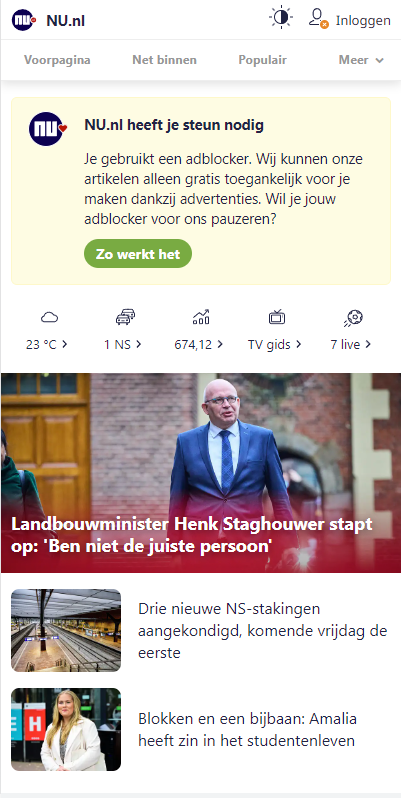 NU NU.nl
Inloggen
Voorpagina Net binnen Populair Meer
NU
NU.nl heeft je steun nodig
Je gebruikt een adblocker. Wij kunnen onze
artikelen alleen gratis toegankelijk voor je
maken dankzij advertenties. Wil je jouw
adblocker voor ons pauzeren?
Zo werkt het
23 °C 1 NS 674,12 TV gids 7 live
Landbouwminister Henk Staghouwer stapt
op: 'Ben niet de juiste persoon'
Drie nieuwe NS-stakingen
aangekondigd, komende vrijdag de
eerste
E H
Blokken en een bijbaan: Amalia
heeft zin in het studentenleven